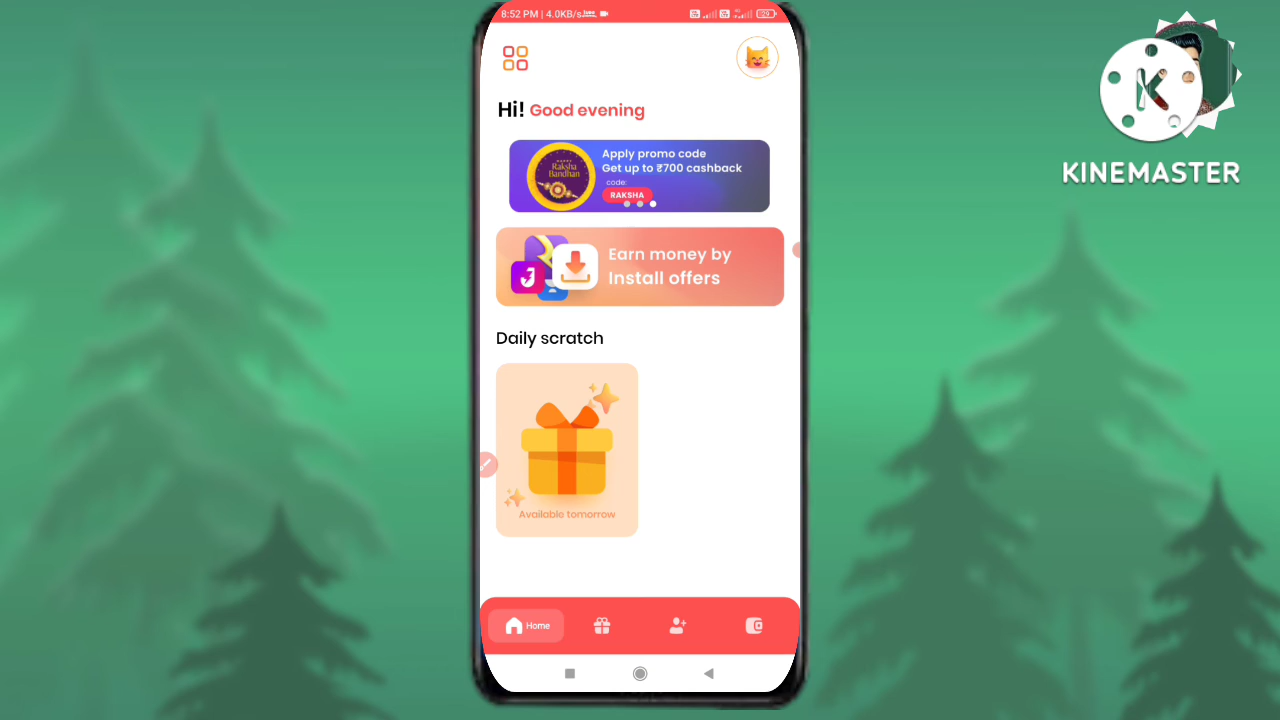 8:52 PM | 4.0KB/s
29
KINEMASTER
Hi! Good evening
Raksha
Bandhan
Apply promo code
Get up to ₹700 cashback
code:
RAKSHA
Earn money by
Install offers
Daily scratch
Available tomorrow
Home